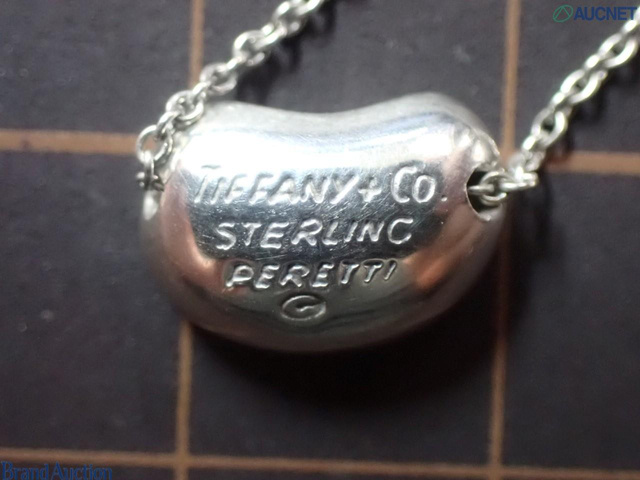 AUCNET
TIFFANY + CO.
STERLING
PERETTI
G
Brand Auction